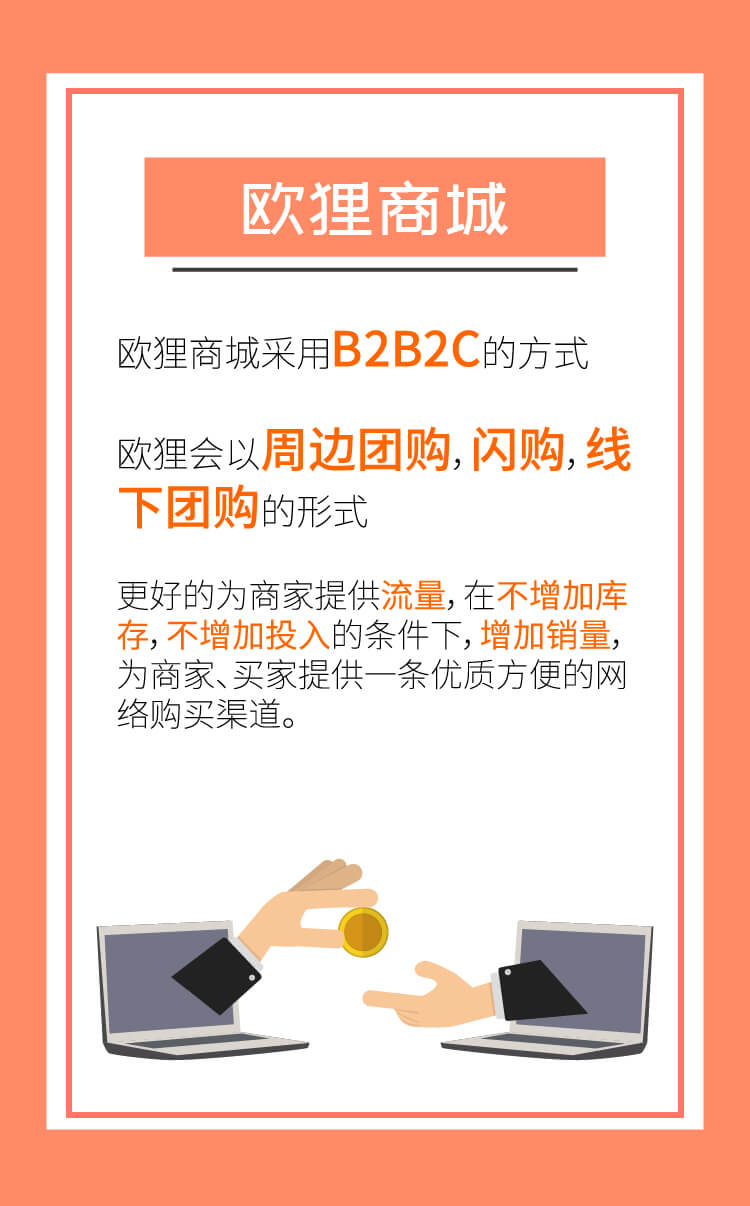 欧狸商城
欧狸商城采用B2B2C的方式
欧狸会以周边团购，闪购，线
下团购的形式
更好的为商家提供流量，在不增加库
存，不增加投入的条件下，增加销量，
为商家、买家提供一条优质方便的网
络购买渠道。